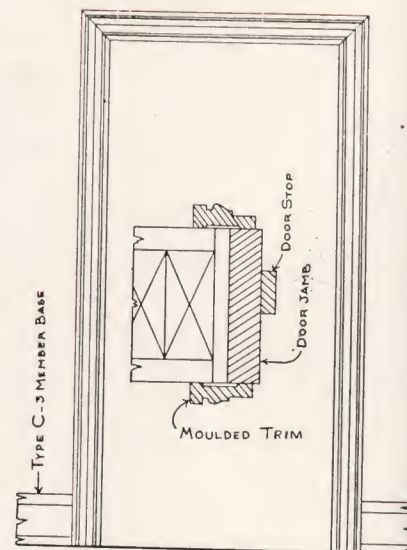 DOOR STOP
DOOR JAMB
TYPE C-3 MEMBER BASE
MOULDED TRIM